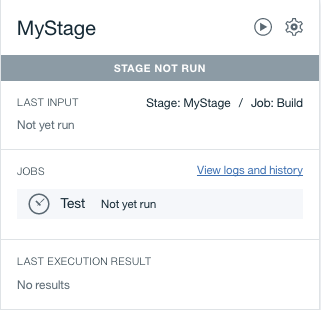 MyStage
STAGE NOT RUN
LAST INPUT Stage: MyStage / Job: Build
Not yet run
JOBS View logs and history
Test Not yet run
LAST EXECUTION RESULT
No results